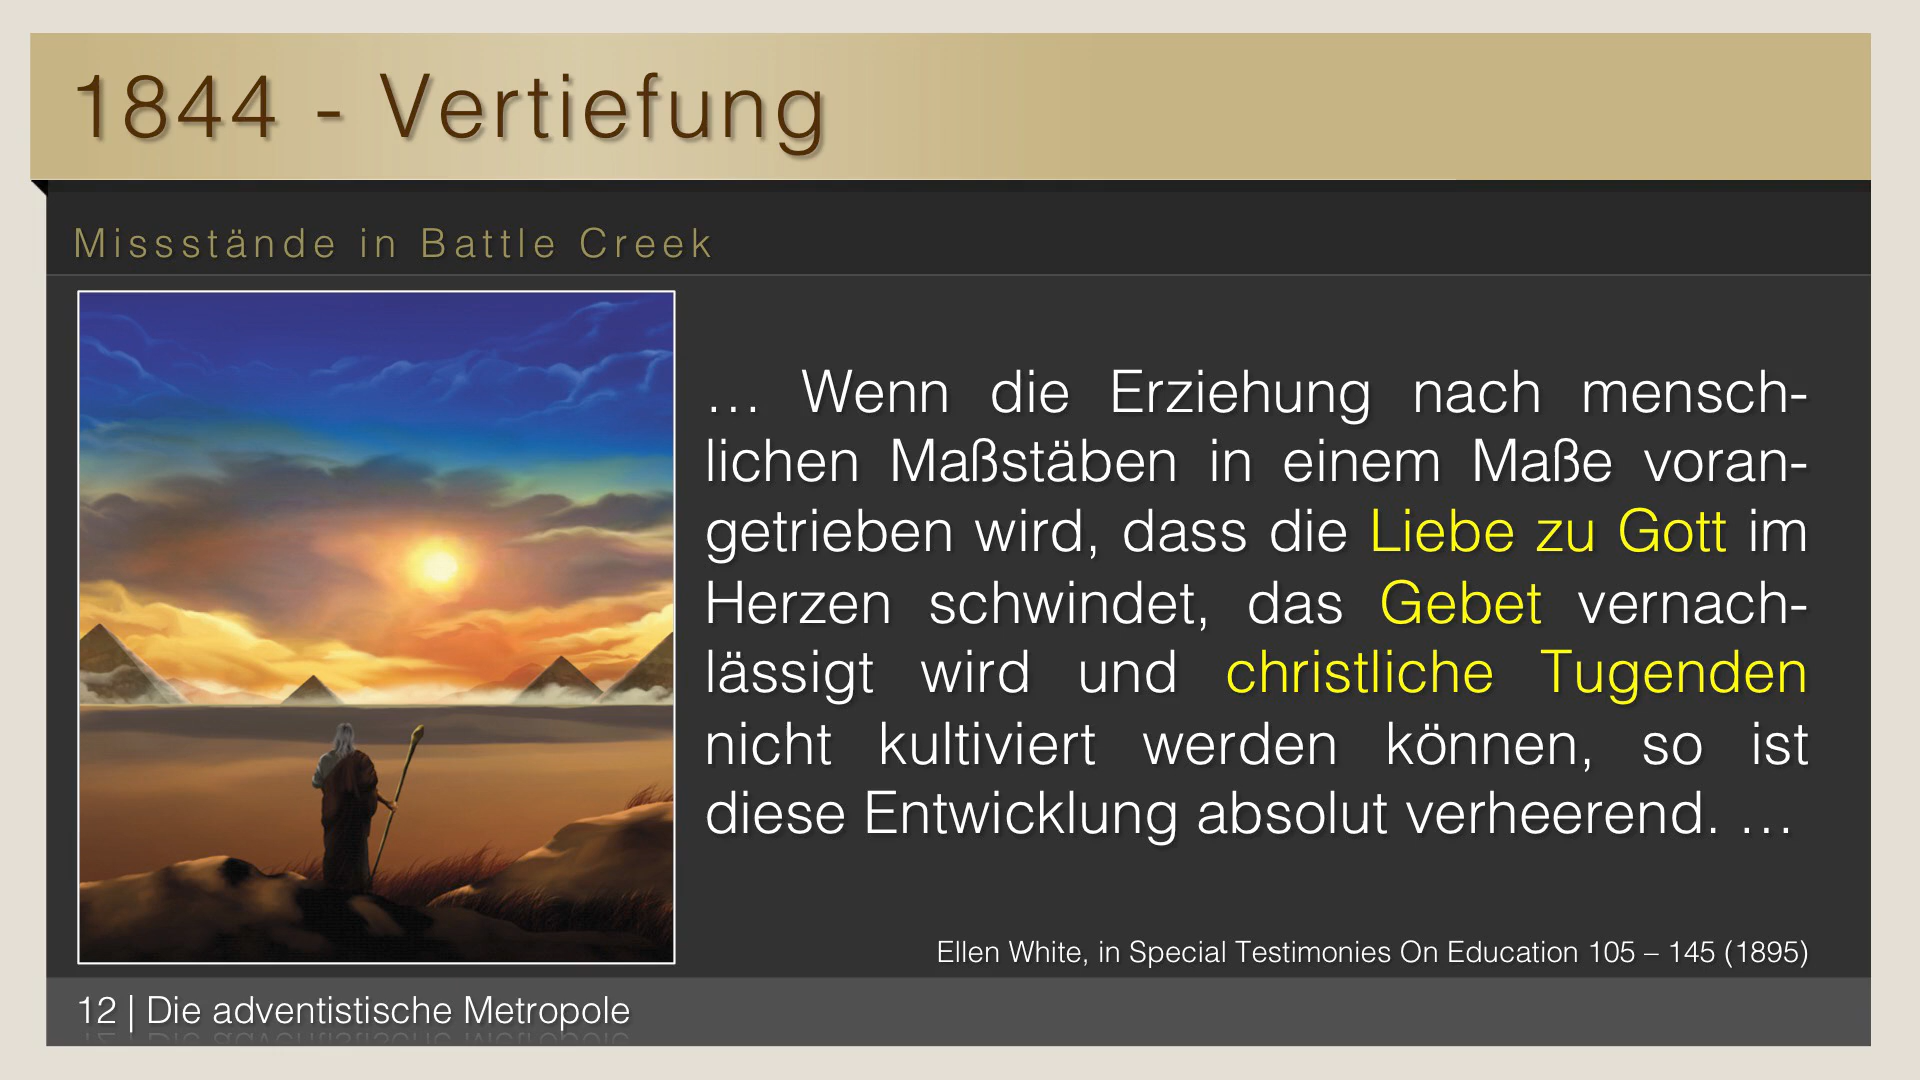 1844 - Vertiefung
Missstände in Battle Creek
… Wenn die Erziehung nach mensch-
lichen Maßstäben in einem Maße voran-
getrieben wird, dass die Liebe zu Gott im
Herzen schwindet, das Gebet vernach-
lässigt wird und christliche Tugenden
nicht kultiviert werden können, so ist
diese Entwicklung absolut verheerend. …
Ellen White, in Special Testimonies On Education 105 – 145 (1895)
12 | Die adventistische Metropole